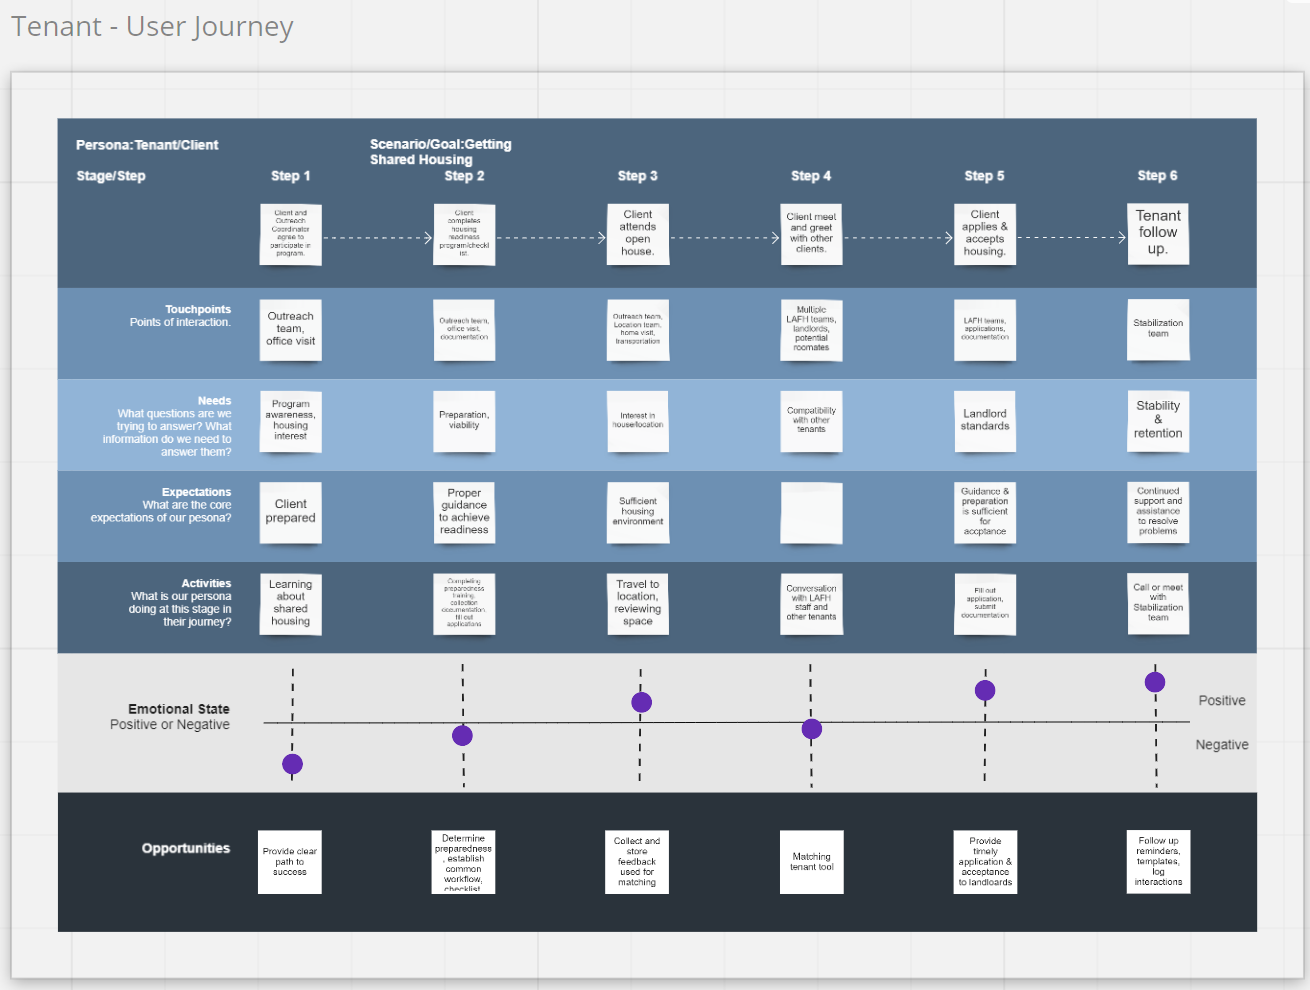 Tenant - User Journey
Persona:Tenant/Client
Scenario/Goal:Getting
Shared Housing
Stage/Step
Step 1
Step 2
Step 3
Step 4
Step 5
Step 6
Client and
Outreach
Coordinator
agree to
participate in
program.
Client
completes
housing
readiness
program/checkl
ist.
Client
attends
open
house.
Client meet
and greet
with other
clients.
Client
applies &
accepts
housing.
Tenant
follow
up.
Touchpoints
Points of interaction.
Outreach
team,
office visit
Outreach team,
office visit,
documentation
Outreach team,
Location team,
home visit,
transportation
Multiple
LAFH teams,
landlords,
potential
roomates
LAFH teams,
applications,
documentation
Stabilization
team
Needs
What questions are we
trying to answer? What
information do we need to
answer them?
Program
awareness,
housing
interest
Preparation,
viability
Interest in
house/location
Compatibility
with other
tenants
Landlord
standards
Stability
&
retention
Expectations
What are the core
expectations of our pesona?
Client
prepared
Proper
guidance
to achieve
readiness
Sufficient
housing
environment
Guidance &
preparation
is sufficient
for
accptance
Continued
support and
assistance
to resolve
problems
Activities
What is our persona
doing at this stage in
their journey?
Learning
about
shared
housing
Completing
preparedness
training,
collection
documentation,
fill out
applications
Travel to
location,
reviewing
space
Conversation
with LAFH
staff and
other tenants
Fill out
application,
submit
documentation
Call or meet
with
Stabilization
team
Emotional State
Positive or Negative
Positive
Negative
Opportunities
Provide clear
path to
success
Determine
preparedness
, establish
common
workflow,
checklist
Collect and
store
feedback
used for
matching
Matching
tenant tool
Provide
timely
application &
acceptance
to landloards
Follow up
reminders,
templates,
log
interactions